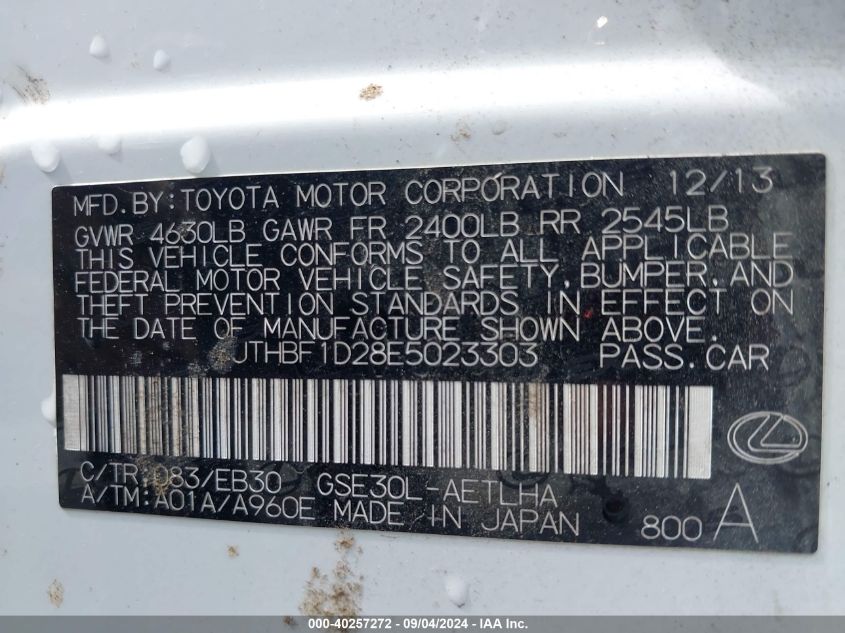 MFD. BY: TOYOTA MOTOR CORPORATION 12/13
GVWR 4630LB GAWR FR 2400LB RR 2545LB
THIS VEHICLE CONFORMS TO ALL APPLICABLE
FEDERAL MOTOR VEHICLE SAFETY, BUMPER, AND
THEFT PREVENTION STANDARDS IN EFFECT ON
THE DATE OF MANUFACTURE SHOWN ABOVE.
JTHBF1D28E5023303 PASS. CAR
C/TR: 083/EB30 GSE30L-AETLHA
A/TM: A01A/A960E MADE IN JAPAN 800 A
000-40257272 - 09/04/2024 - IAA Inc.